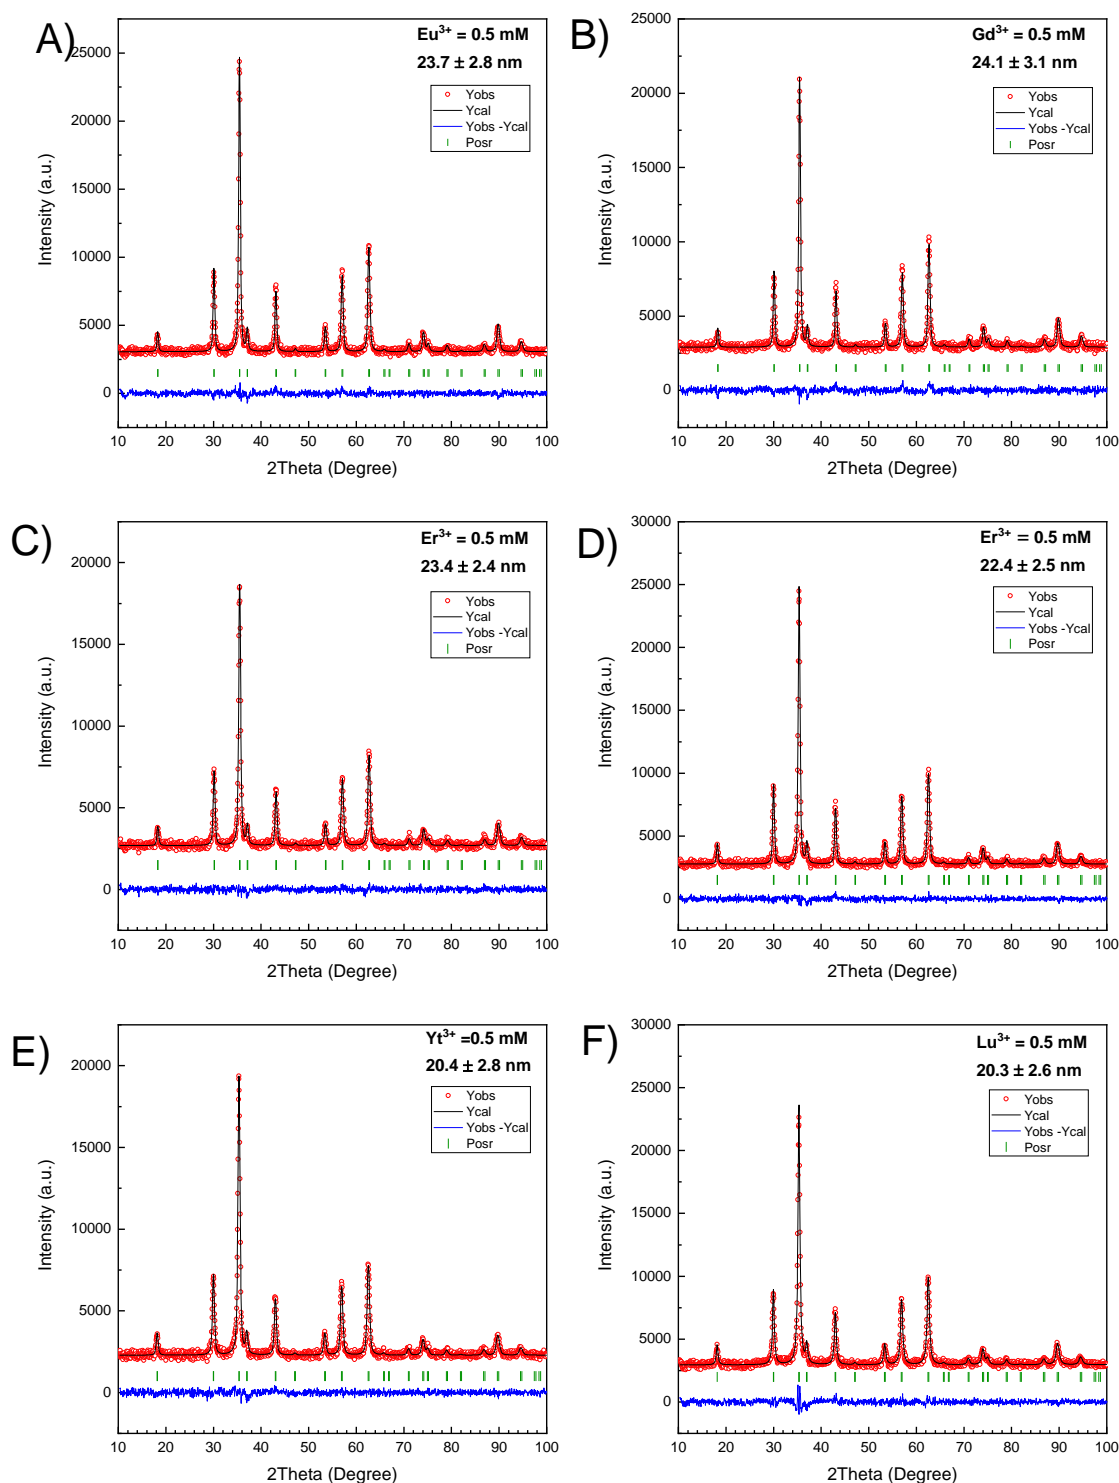 A)
Eu³⁺ = 0.5 mM
23.7 ± 2.8 nm
Yobs
Ycal
Yobs -Ycal
Posr
25000
20000
15000
10000
5000
0
Intensity (a.u.)
10 20 30 40 50 60 70 80 90 100
2Theta (Degree)
B)
Gd³⁺ = 0.5 mM
24.1 ± 3.1 nm
Yobs
Ycal
Yobs -Ycal
Posr
25000
20000
15000
10000
5000
0
Intensity (a.u.)
10 20 30 40 50 60 70 80 90 100
2Theta (Degree)
C)
Er³⁺ = 0.5 mM
23.4 ± 2.4 nm
Yobs
Ycal
Yobs -Ycal
Posr
20000
15000
10000
5000
0
Intensity (a.u.)
10 20 30 40 50 60 70 80 90 100
2Theta (Degree)
D)
Er³⁺ = 0.5 mM
22.4 ± 2.5 nm
Yobs
Ycal
Yobs -Ycal
Posr
30000
25000
20000
15000
10000
5000
0
Intensity (a.u.)
10 20 30 40 50 60 70 80 90 100
2Theta (Degree)
E)
Yt³⁺ =0.5 mM
20.4 ± 2.8 nm
Yobs
Ycal
Yobs -Ycal
Posr
20000
15000
10000
5000
0
Intensity (a.u.)
10 20 30 40 50 60 70 80 90 100
2Theta (Degree)
F)
Lu³⁺ = 0.5 mM
20.3 ± 2.6 nm
Yobs
Ycal
Yobs -Ycal
Posr
30000
25000
20000
15000
10000
5000
0
Intensity (a.u.)
10 20 30 40 50 60 70 80 90 100
2Theta (Degree)